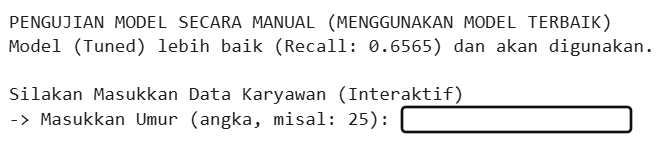 PENGUJIAN MODEL SECARA MANUAL (MENGGUNAKAN MODEL TERBAIK)
Model (Tuned) lebih baik (Recall: 0.6565) dan akan digunakan.
Silakan Masukkan Data Karyawan (Interaktif)
-> Masukkan Umur (angka, misal: 25):